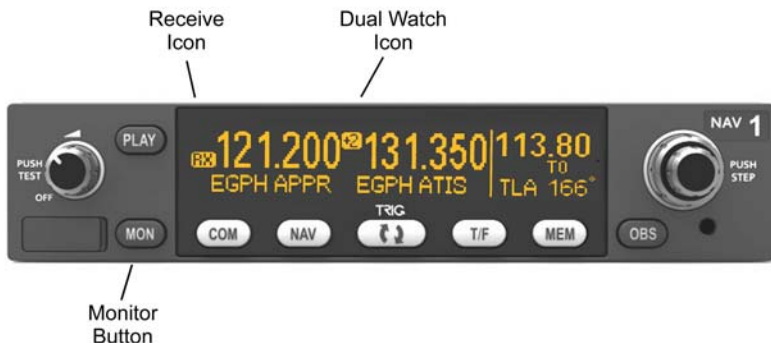 Receive
Icon
Dual Watch
Icon
PLAY
PUSH
TEST
OFF
MON
RX 121.200 +2 131.350 113.80
TO
EGPH APPR EGPH ATIS TLA 166°
TRIG
COM NAV T/F MEM
NAV 1
PUSH
STEP
OBS
Monitor
Button